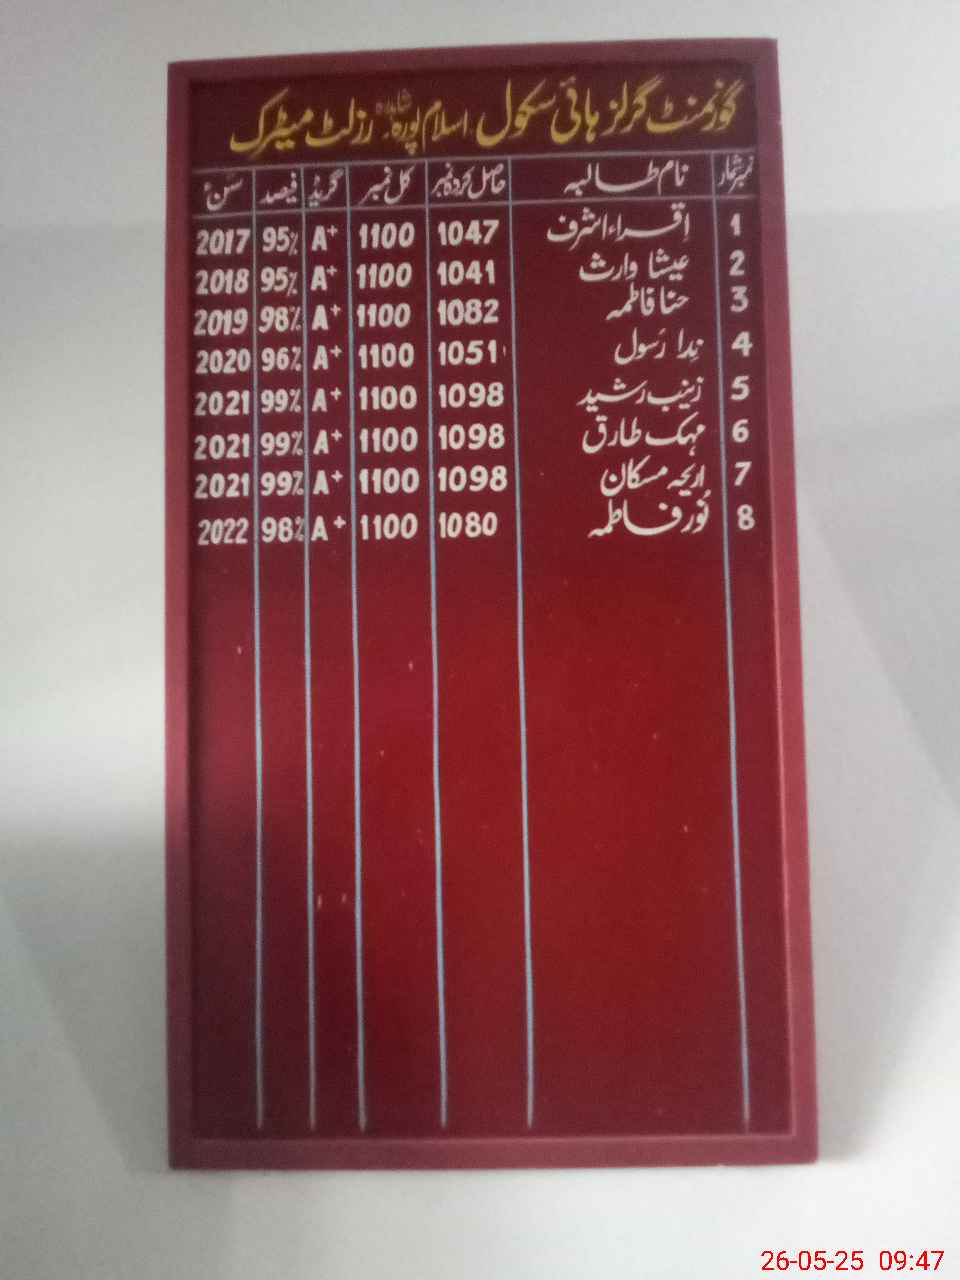 گورنمنٹ گرلز ہائی سکول اسلام پورہ شاہدرہ رزلٹ میٹرک
نمبر شمار نام طالبہ حاصل کردہ نمبر کل نمبر گریڈ فیصد سن ء
1 اقراء اشرف 1047 1100 A+ 95% 2017
2 عیشا وارث 1041 1100 A+ 95% 2018
3 حنا فاطمہ 1082 1100 A+ 98% 2019
4 ندا رسول 1051 1100 A+ 96% 2020
5 زینب رشید 1098 1100 A+ 99% 2021
6 مہک طارق 1098 1100 A+ 99% 2021
7 اریحہ مسکان 1098 1100 A+ 99% 2021
8 نور فاطمہ 1080 1100 A+ 98% 2022
26-05-25 09:47